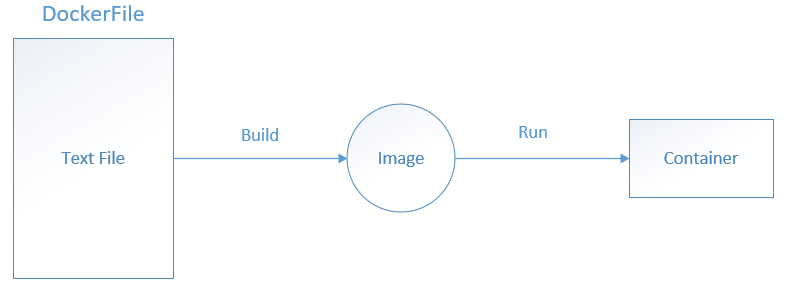 DockerFile
Text File
Build
Image
Run
Container